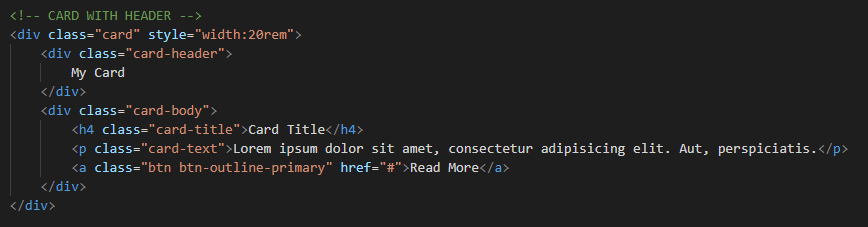 <!-- CARD WITH HEADER -->
<div class="card" style="width:20rem">
    <div class="card-header">
        My Card
    </div>
    <div class="card-body">
        <h4 class="card-title">Card Title</h4>
        <p class="card-text">Lorem ipsum dolor sit amet, consectetur adipisicing elit. Aut, perspiciatis.</p>
        <a class="btn btn-outline-primary" href="#">Read More</a>
    </div>
</div>